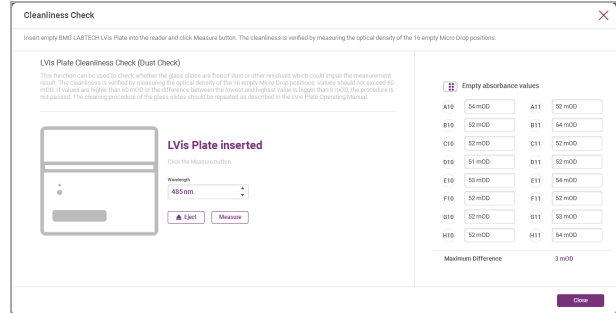 Cleanliness Check
Insert empty BMG LABTECH LVis Plate into the reader and click Measure button. The cleanliness is verified by measuring the optical density of the 16 empty Micro Drop positions.
LVis Plate Cleanliness Check (Dust Check)
This function can be used to check whether the glass slides are free of dust or other residuals which could impair the measurement
result. The cleanliness is verified by measuring the optical density of the 16 empty Micro Drop positions. Values should not exceed 60
mOD. If values are higher than 60 mOD or the difference between the lowest and highest value is bigger than 8 mOD, the procedure is
not passed. The cleaning procedure of the glass slides should be repeated as described in the LVis Plate Operating Manual.
LVis Plate inserted
Click the Measure button.
Wavelength
485 nm
Eject Measure
Empty absorbance values
A10 54 mOD A11 52 mOD
B10 52 mOD B11 54 mOD
C10 52 mOD C11 52 mOD
D10 51 mOD D11 52 mOD
E10 53 mOD E11 54 mOD
F10 52 mOD F11 52 mOD
G10 52 mOD G11 53 mOD
H10 52 mOD H11 54 mOD
Maximum Difference 3 mOD
Close